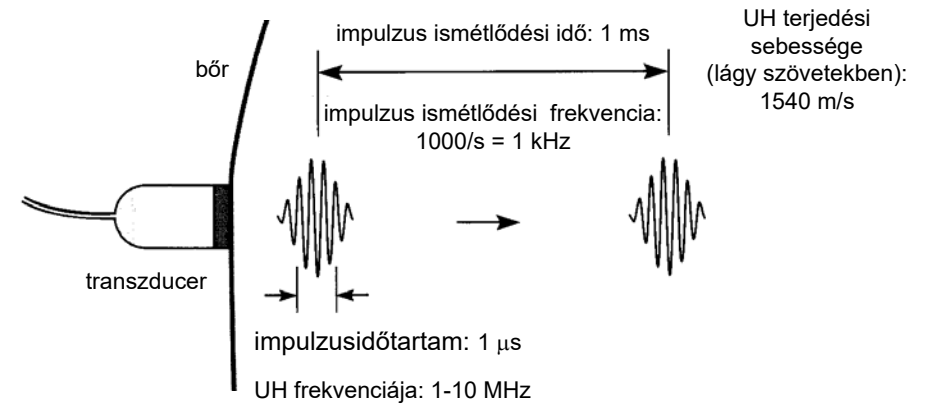 impulzus ismétlődési idő: 1 ms
UH terjedési
sebessége
(lágy szövetekben):
1540 m/s
bőr
impulzus ismétlődési frekvencia:
1000/s = 1 kHz
transzducer
impulzusidőtartam: 1 μs
UH frekvenciája: 1-10 MHz